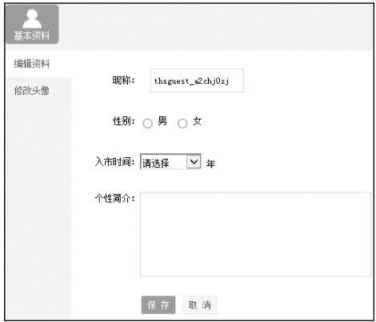 基本资料
编辑资料
修改头像
昵称: thsguest_a2chj0zj
性别: 男 女
入市时间: 请选择 年
个性简介:
保存 取消